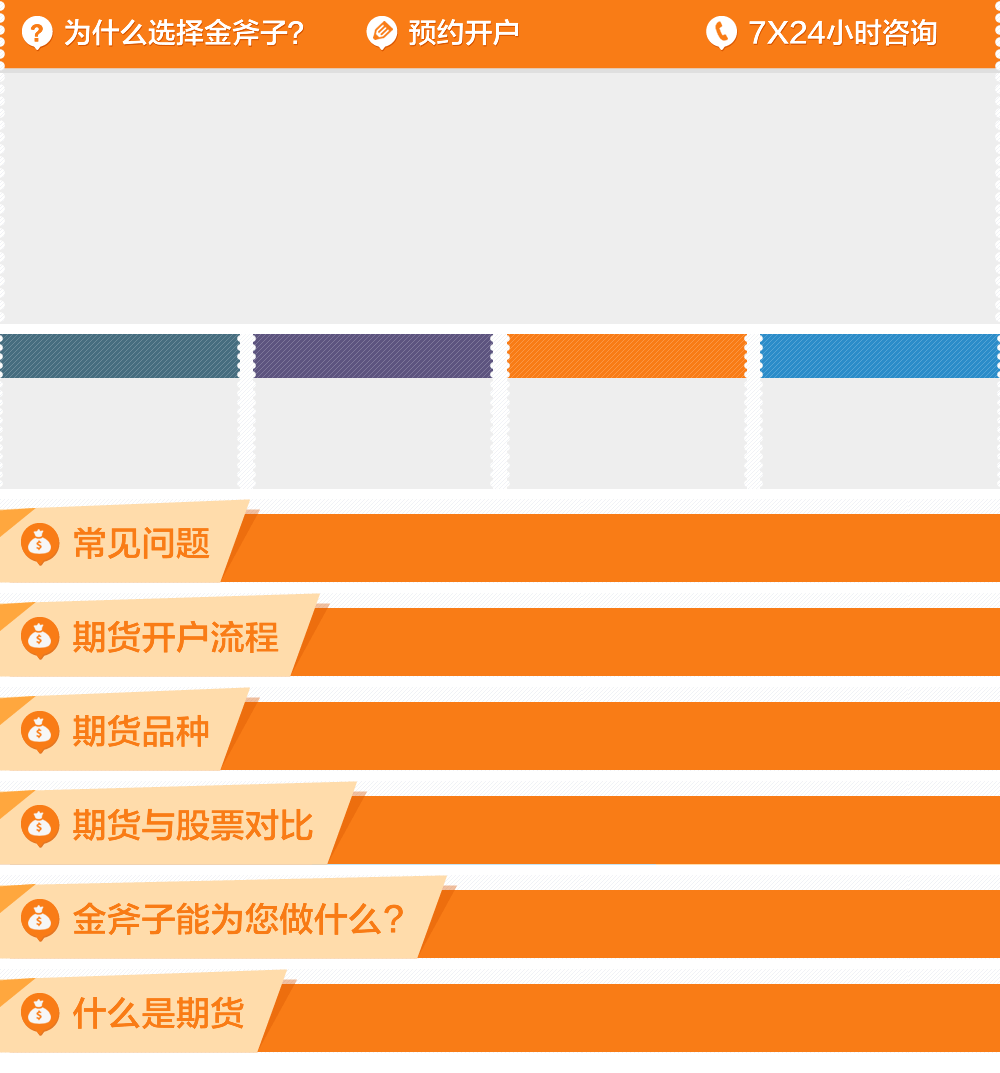 为什么选择金斧子? 预约开户 7X24小时咨询
常见问题
期货开户流程
期货品种
期货与股票对比
金斧子能为您做什么?
什么是期货